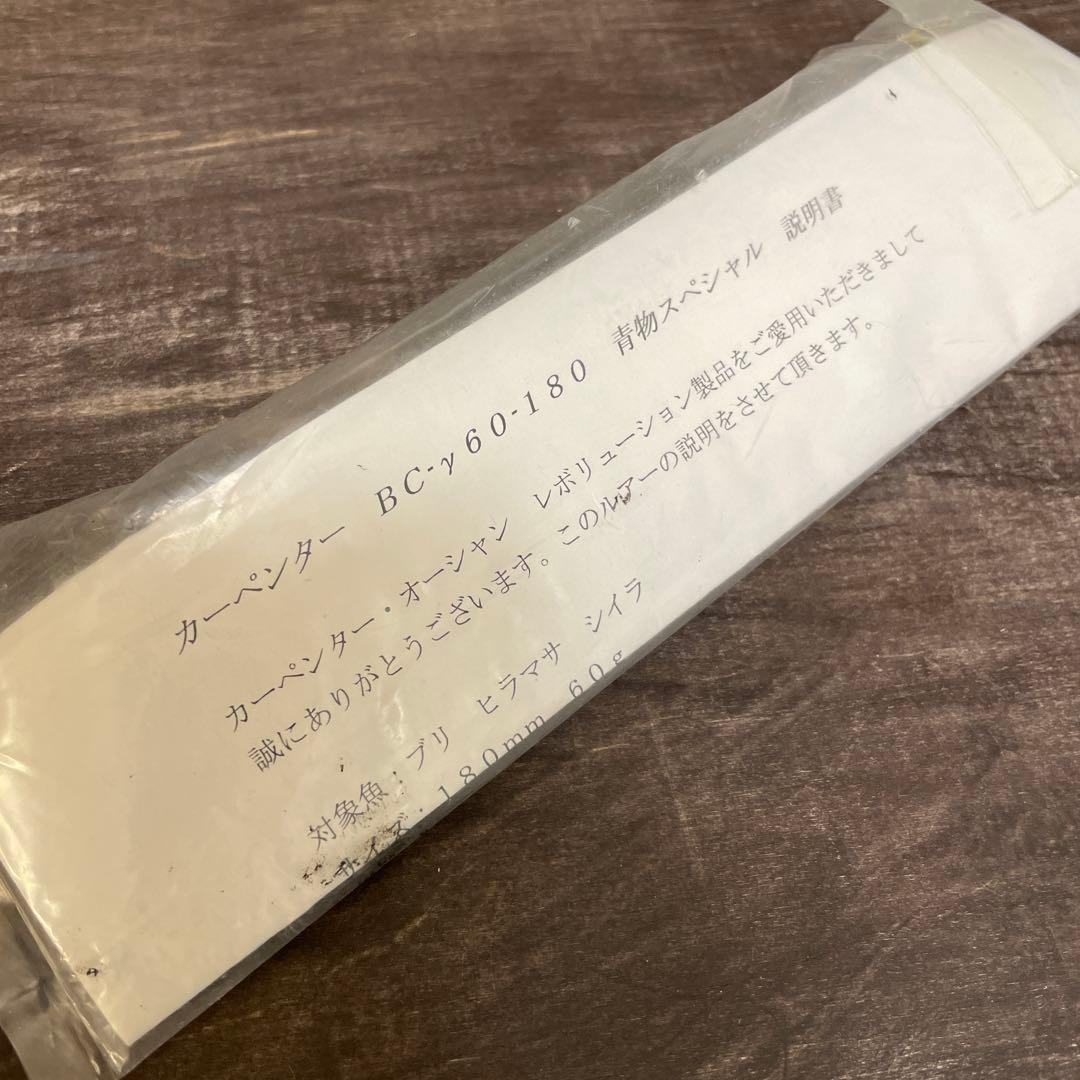 カーペンター　BC-γ60-180　青物スペシャル　説明書
カーペンター・オーシャン　レボリューション製品をご愛用いただきまして
誠にありがとうございます。このルアーの説明をさせて頂きます。
対象魚：ブリ　ヒラマサ　シイラ
サイズ：180mm　60g